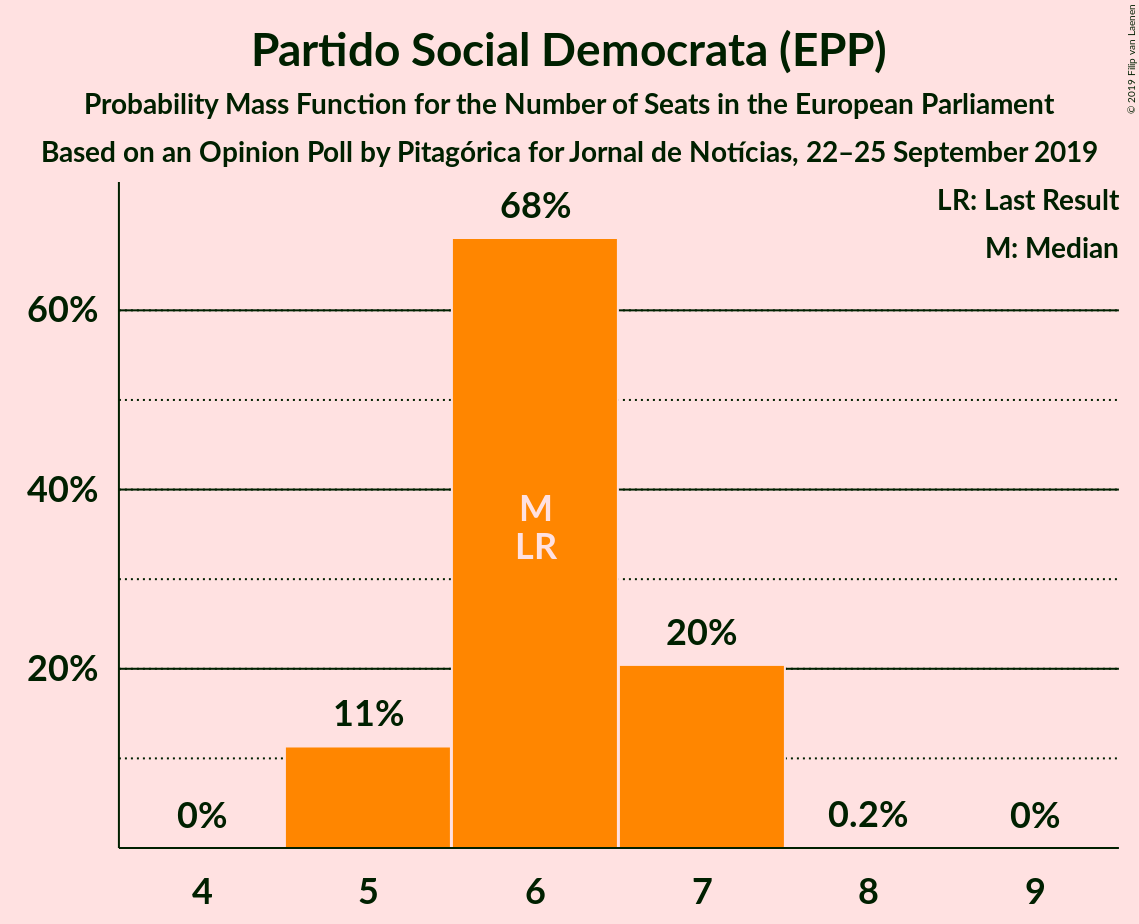 Partido Social Democrata (EPP)
Probability Mass Function for the Number of Seats in the European Parliament
Based on an Opinion Poll by Pitagórica for Jornal de Notícias, 22–25 September 2019
© 2019 Filip van Laenen
LR: Last Result
M: Median
68%
60%
40%
M
LR
20%
20%
11%
0%
0.2%
0%
4 5 6 7 8 9